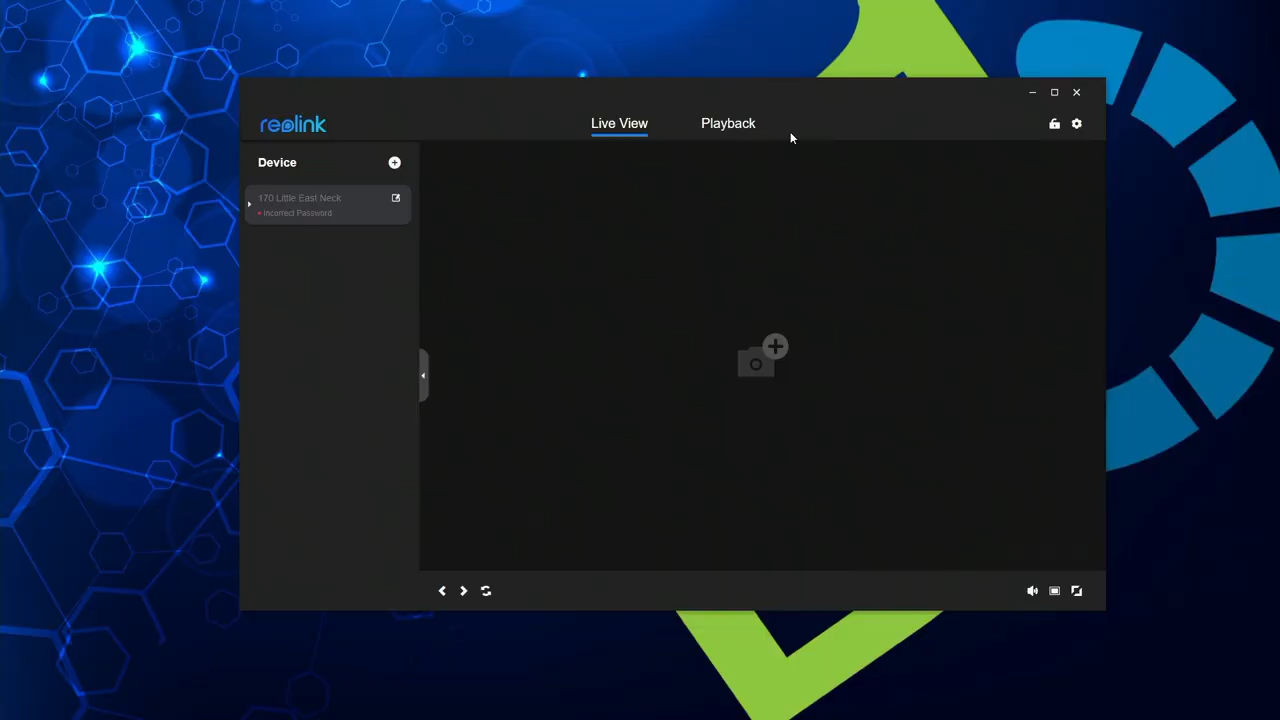 reolink
Live View
Playback
Device
170 Little East Neck
Incorrect Password